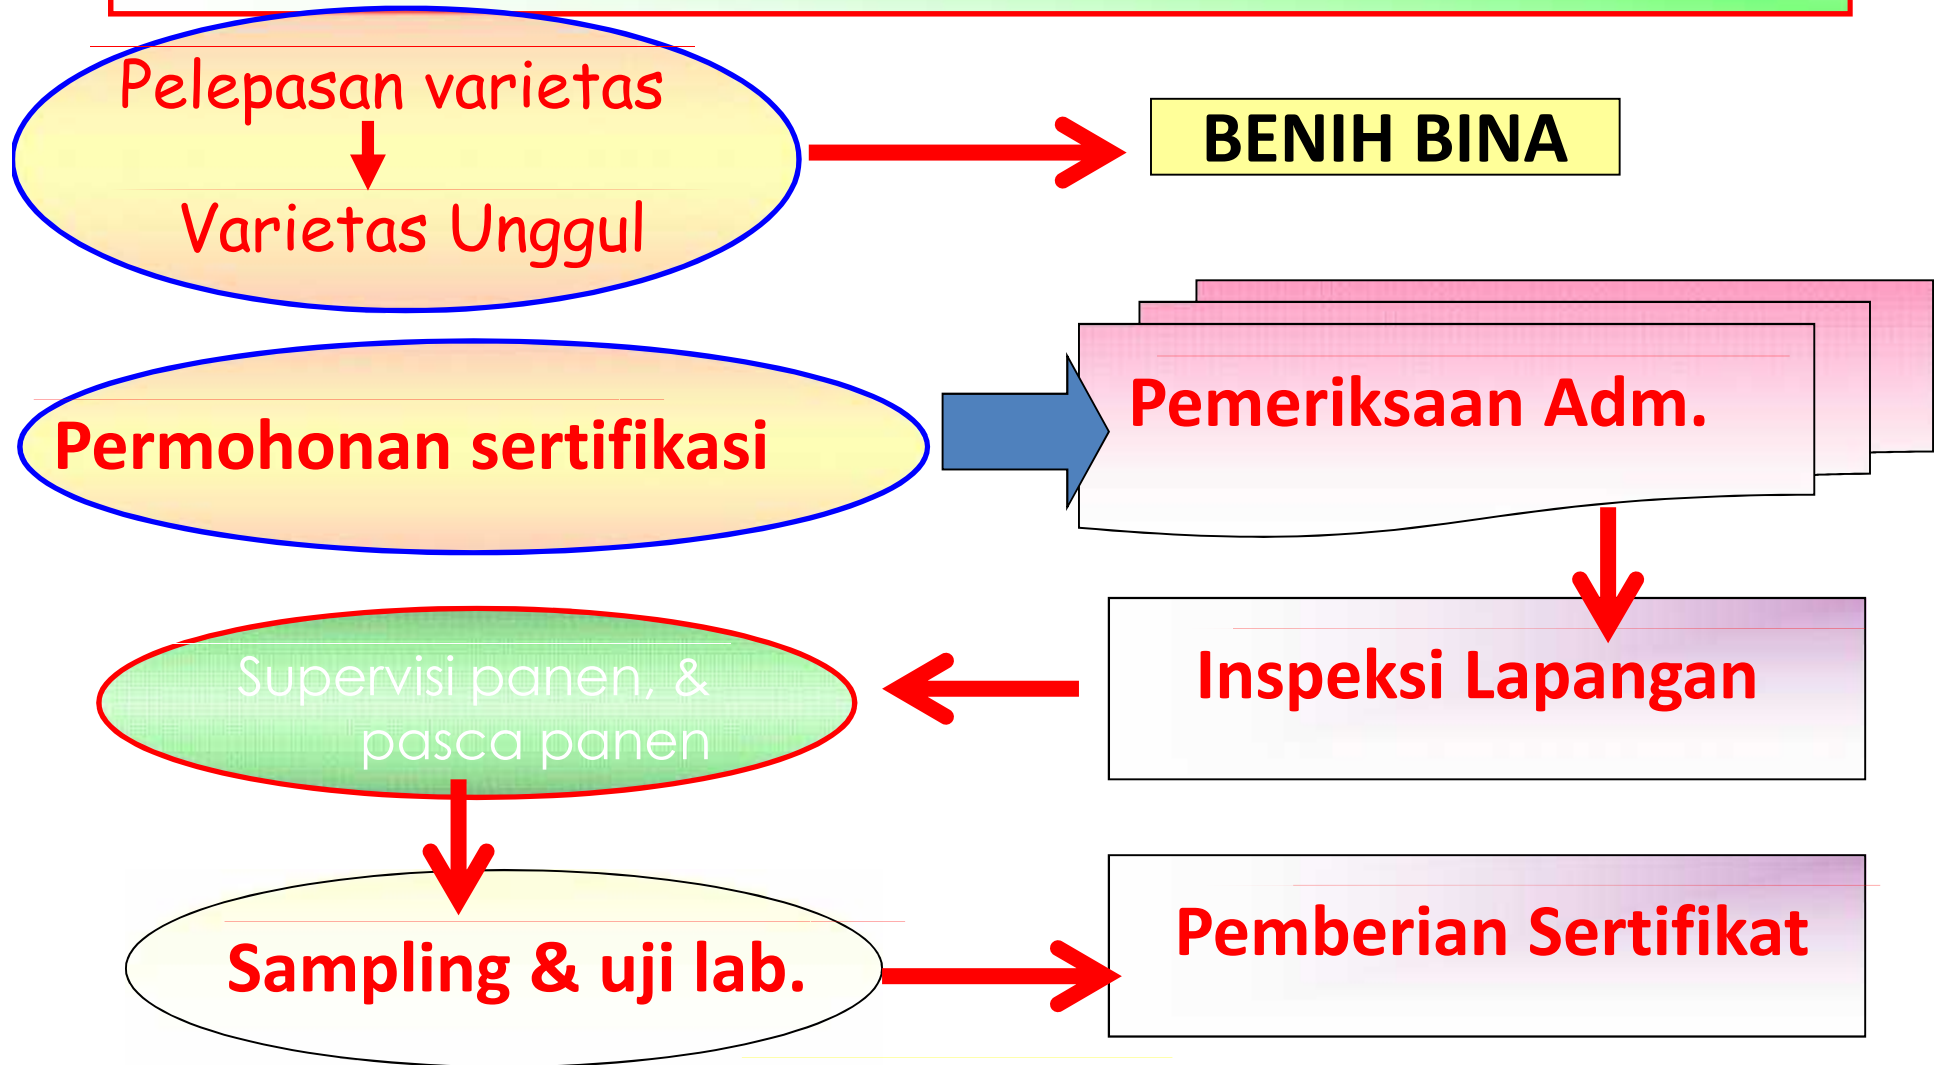 Pelepasan varietas
Varietas Unggul
BENIH BINA
Permohonan sertifikasi
Pemeriksaan Adm.
Inspeksi Lapangan
Supervisi panen, &
pasca panen
Sampling & uji lab.
Pemberian Sertifikat